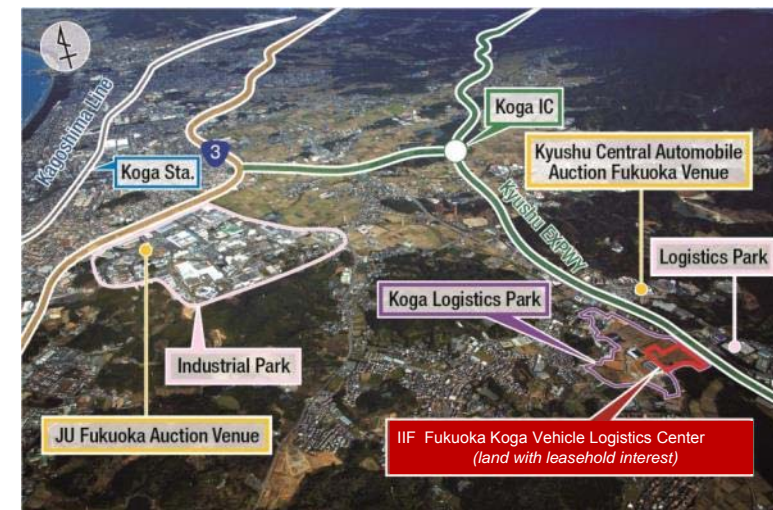 Kagoshima Line
Koga Sta.
3
Koga IC
Kyushu Central Automobile
Auction Fukuoka Venue
Kyushu EXPWY
Logistics Park
Koga Logistics Park
Industrial Park
JU Fukuoka Auction Venue
IIF Fukuoka Koga Vehicle Logistics Center
(land with leasehold interest)